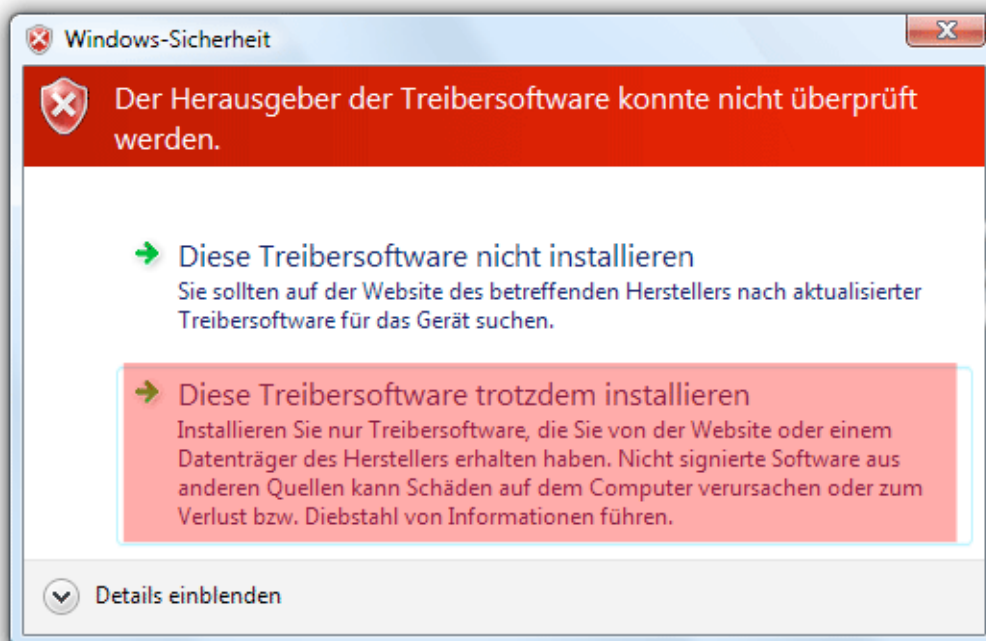 Windows-Sicherheit
Der Herausgeber der Treibersoftware konnte nicht überprüft
werden.
Diese Treibersoftware nicht installieren
Sie sollten auf der Website des betreffenden Herstellers nach aktualisierter
Treibersoftware für das Gerät suchen.
Diese Treibersoftware trotzdem installieren
Installieren Sie nur Treibersoftware, die Sie von der Website oder einem
Datenträger des Herstellers erhalten haben. Nicht signierte Software aus
anderen Quellen kann Schäden auf dem Computer verursachen oder zum
Verlust bzw. Diebstahl von Informationen führen.
Details einblenden